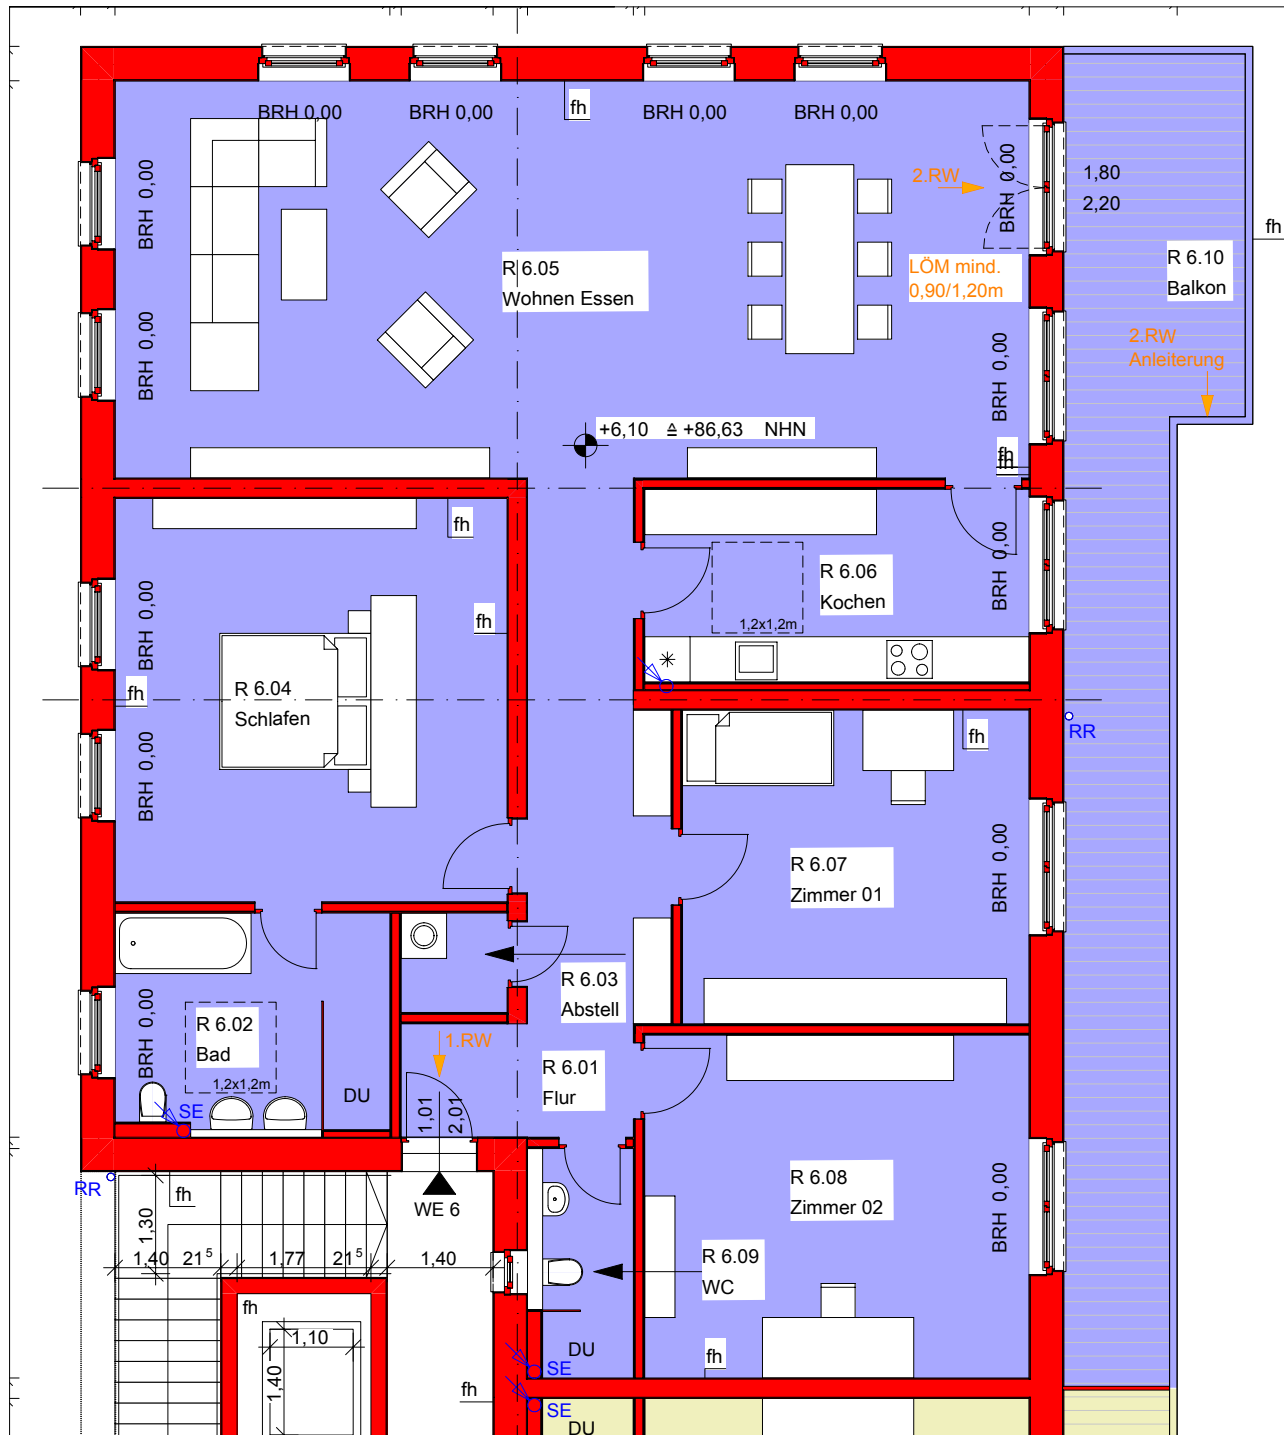 BRH 0,00
BRH 0,00
BRH 0,00
BRH 0,00
fh
BRH 0,00
BRH 0,00
2.RW
1,80
2,20
fh
R 6.05
Wohnen Essen
LÖM mind.
0,90/1,20m
R 6.10
Balkon
BRH 0,00
BRH 0,00
2.RW
Anleiterung
+6,10 ≙ +86,63 NHN
fh
fh
fh
BRH 0,00
R 6.06
Kochen
BRH 0,00
1,2x1,2m
fh
R 6.04
Schlafen
fh
BRH 0,00
fh
RR
R 6.07
Zimmer 01
BRH 0,00
R 6.03
Abstell
BRH 0,00
R 6.02
Bad
1,2x1,2m
1.RW
R 6.01
Flur
DU
SE
1,01
2,01
RR
fh
WE 6
R 6.08
Zimmer 02
BRH 0,00
1,30
1,40
21⁵
1,77
21⁵
1,40
R 6.09
WC
fh
1,10
DU
fh
1,40
SE
fh
SE
DU